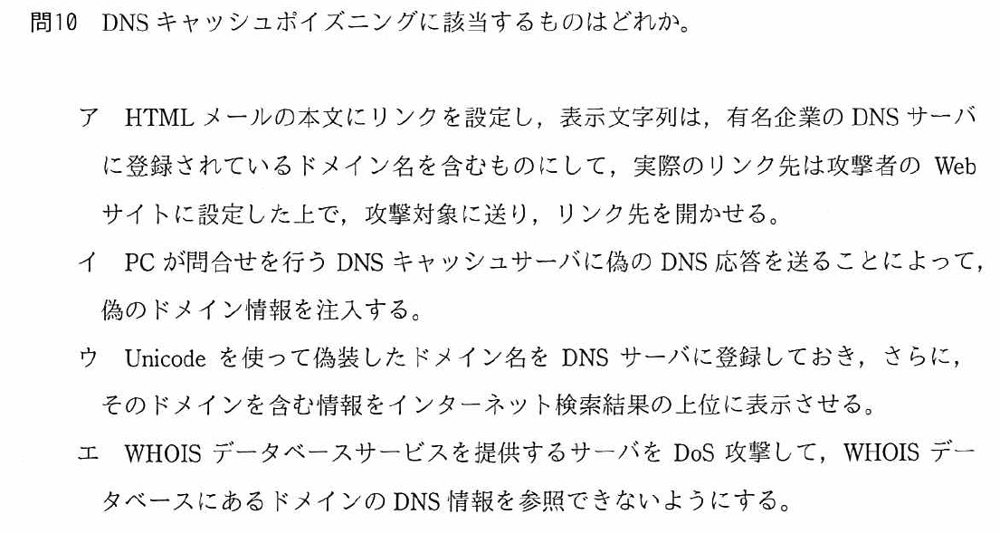 問10 DNS キャッシュポイズニングに該当するものはどれか。
ア HTML メールの本文にリンクを設定し，表示文字列は，有名企業の DNS サーバ
に登録されているドメイン名を含むものにして，実際のリンク先は攻撃者の Web
サイトに設定した上で，攻撃対象に送り，リンク先を開かせる。
イ PC が問合せを行う DNS キャッシュサーバに偽の DNS 応答を送ることによって，
偽のドメイン情報を注入する。
ウ Unicode を使って偽装したドメイン名を DNS サーバに登録しておき，さらに，
そのドメインを含む情報をインターネット検索結果の上位に表示させる。
エ WHOIS データベースサービスを提供するサーバを DoS 攻撃して，WHOIS デー
タベースにあるドメインの DNS 情報を参照できないようにする。